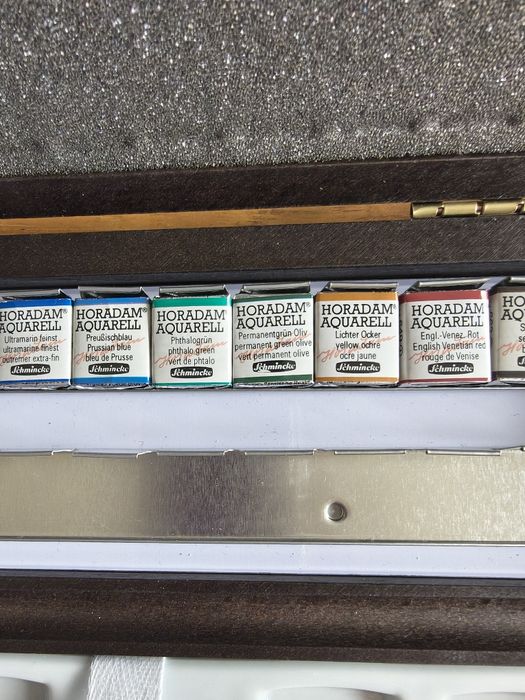 HORADAM®
AQUARELL
Ultramarin feinst
ultramarine finest
outremer extra-fin
Schmincke
HORADAM®
AQUARELL
Preußischblau
Prussian blue
bleu de Prusse
Schmincke
HORADAM®
AQUARELL
Phthalogrün
phthalo green
vert de phtalo
Schmincke
HORADAM®
AQUARELL
Permanentgrün Oliv
permanent green olive
vert permanent olive
Schmincke
HORADAM®
AQUARELL
Lichter Ocker
yellow ochre
ocre jaune
Schmincke
HORADAM®
AQUARELL
Engl.-Venez. Rot
English Venetian red
rouge de Venise
Schmincke